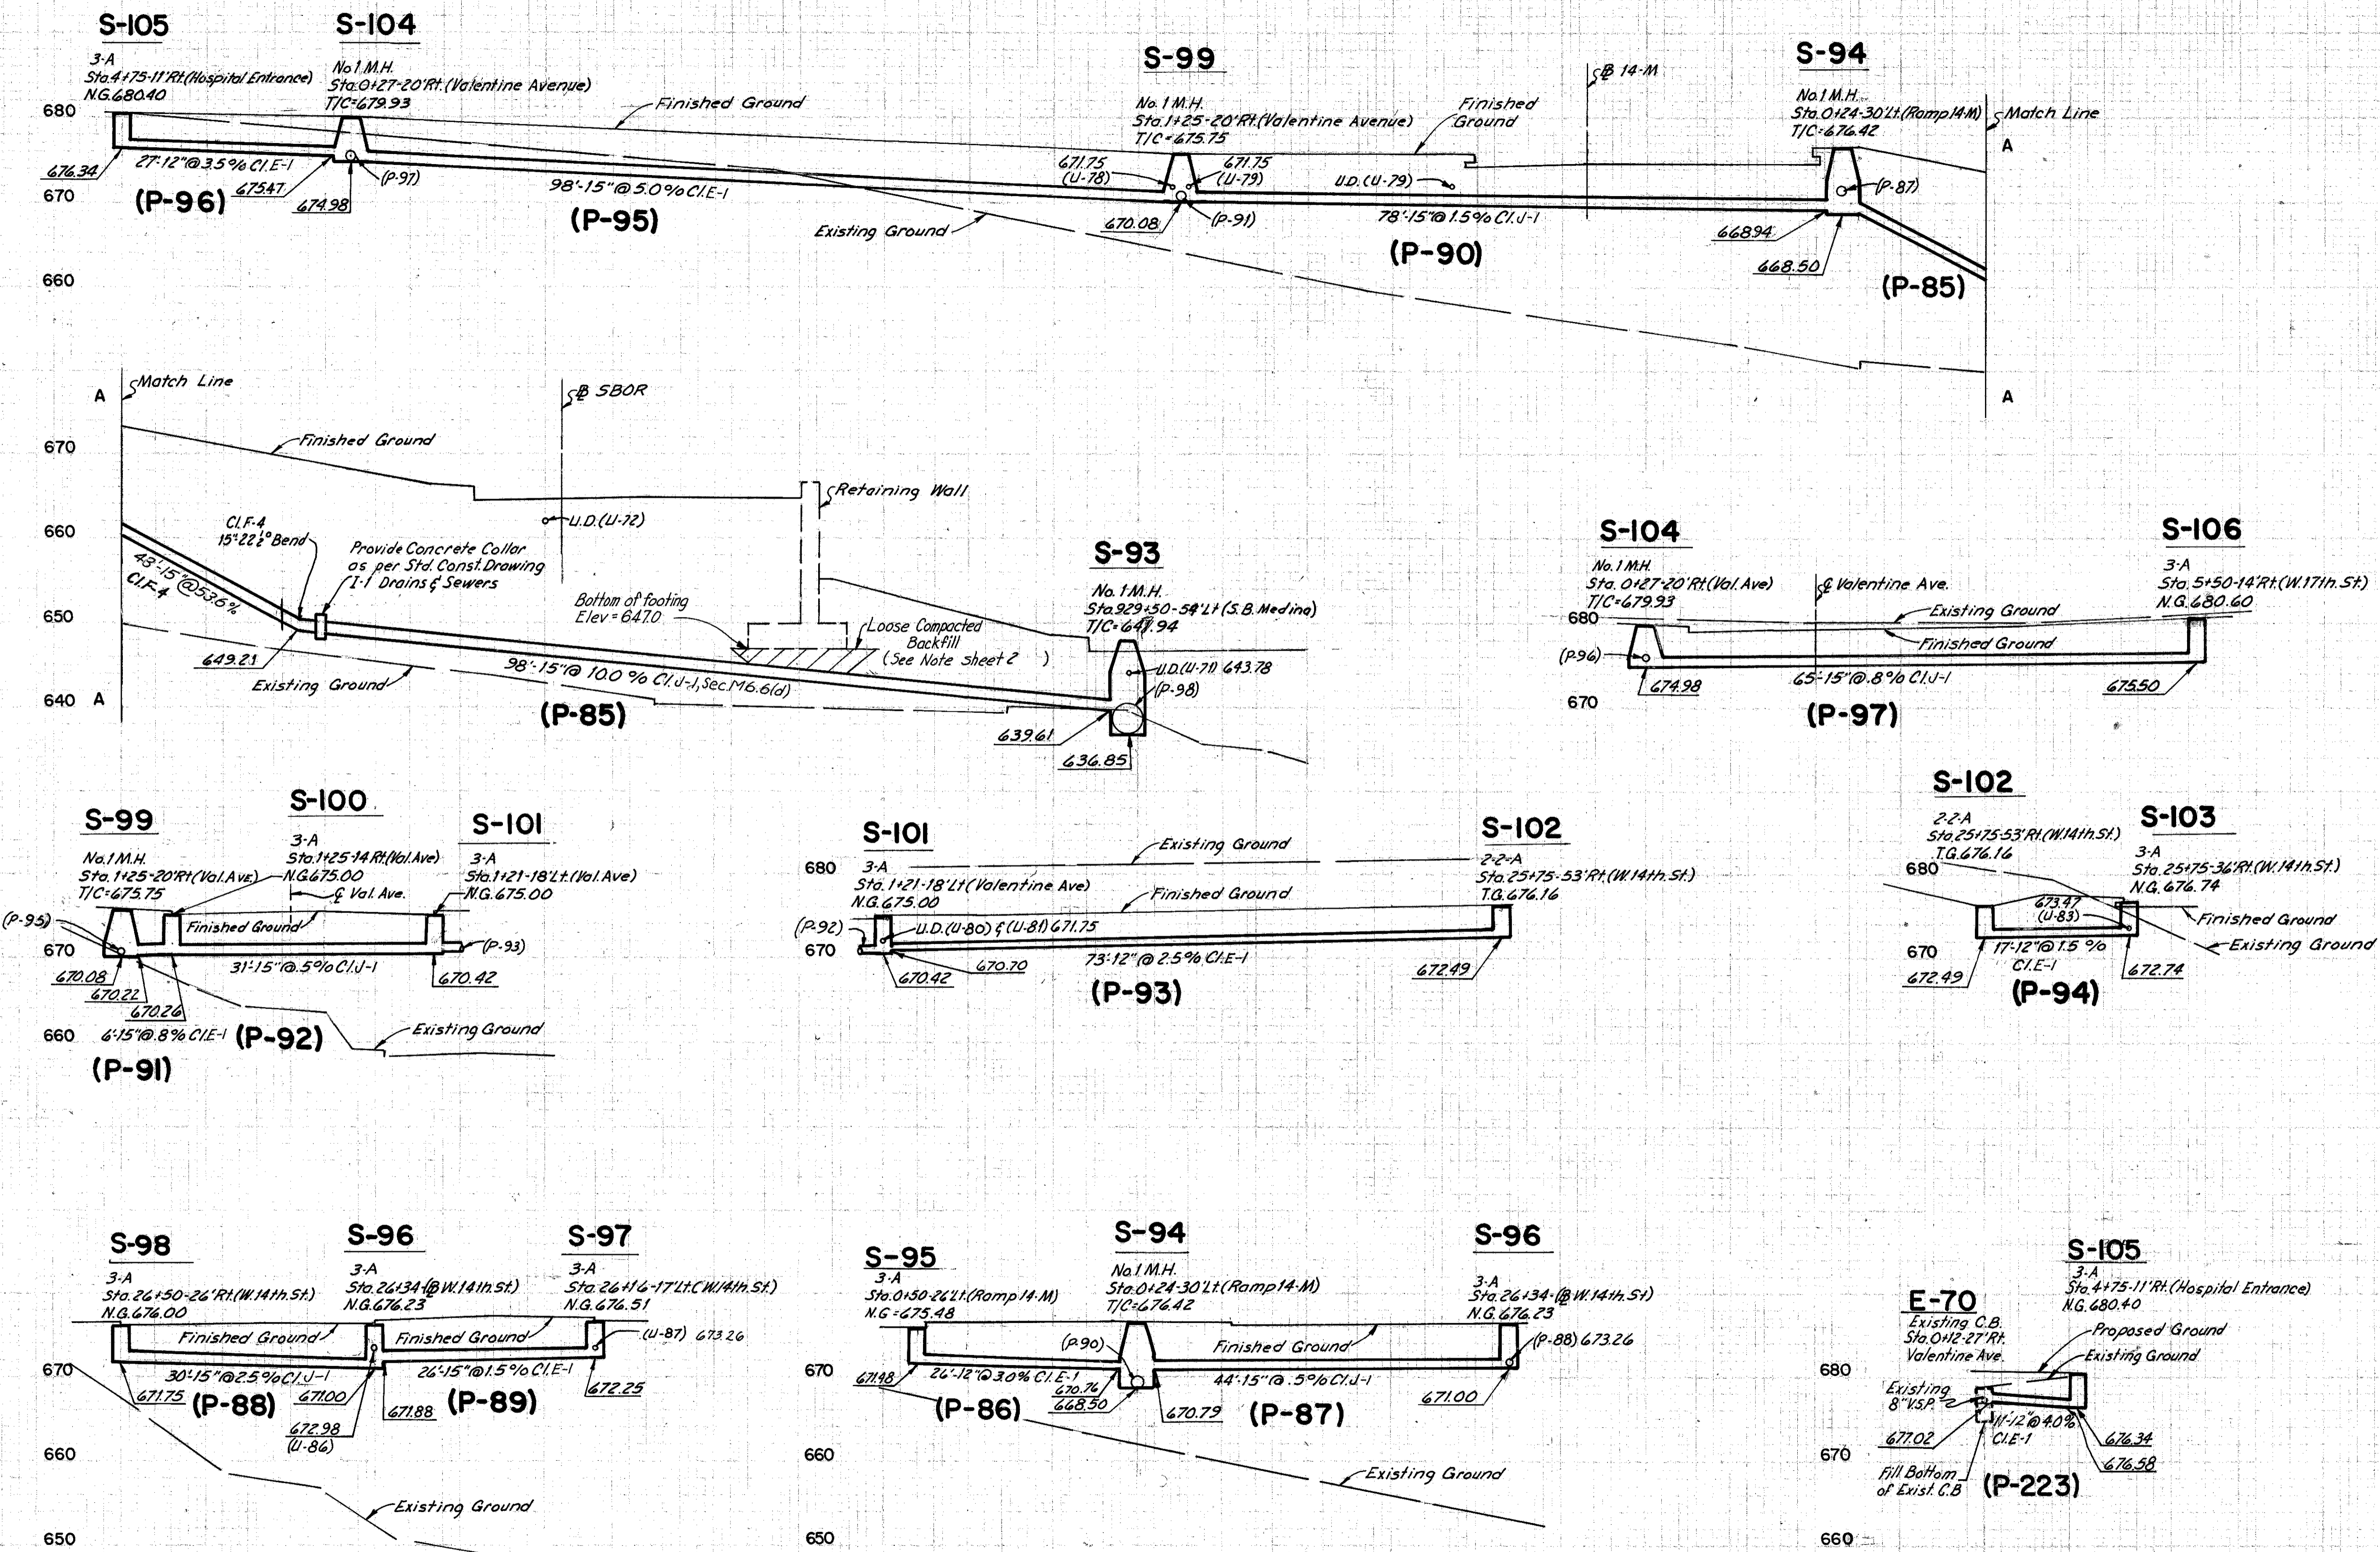 S-105
3-A
Sta.4+75-11'Rt.(Hospital Entrance)
N.G.680.40
S-104
No.1 M.H.
Sta.0+27-20'Rt.(Valentine Avenue)
T/C=679.93
Finished Ground
S-99
No. 1 M.H.
Sta.1+25-20'Rt.(Valentine Avenue)
T/C=675.75
Finished
Ground
℄ B 14-M
S-94
No.1 M.H.
Sta.0+24-30'Lt.(Ramp 14-M)
T/C=676.42
Match Line
A
680
670
660
676.34
27'-12"@3.5% Cl.E-1
(P-96)
675.47
674.98
(P-97)
98'-15"@5.0% Cl.E-1
(P-95)
Existing Ground
671.75
(U-78)
671.75
(U-79)
670.08
(P-91)
U.D.(U-79)
78'-15"@1.5% Cl.J-1
(P-90)
668.94
668.50
(P-87)
(P-85)
A
A
Match Line
670
660
650
640 A
Finished Ground
℄ B SBOR
Cl.F-4
15"-22½° Bend
43'-15"@53.6%
Cl.F-4
U.D.(U-72)
Provide Concrete Collar
as per Std. Const. Drawing
I-1 Drains & Sewers
649.21
Existing Ground
Retaining Wall
Bottom of footing
Elev = 647.0
Loose Compacted
Backfill
(See Note Sheet 2 )
98'-15"@ 10.0 % Cl.J-1, Sec.M6.6(d)
(P-85)
S-93
No. 1 M.H.
Sta.929+50-54'Lt (S.B. Medina)
T/C=647.94
U.D.(U-71) 643.78
(P-98)
639.61
636.85
S-104
No.1 M.H.
Sta. 0+27-20'Rt.(Val.Ave)
T/C=679.93
680
670
℄ Valentine Ave.
S-106
3-A
Sta. 5+50-14'Rt.(W.17th.St.)
N.G.680.60
Existing Ground
Finished Ground
(P-96)
674.98
65'-15"@.8% Cl.J-1
675.50
(P-97)
S-99
No.1 M.H.
Sta.1+25-20'Rt(Val.Ave)
T/C=675.75
S-100
3-A
Sta.1+25-14'Rt.(Val.Ave)
N.G.675.00
℄ Val. Ave.
S-101
3-A
Sta.1+21-18'Lt.(Val.Ave)
N.G.675.00
(P-95)
Finished Ground
670
(P-93)
31'-15"@.5% Cl.J-1
670.08
670.22
670.26
670.42
660
6'-15"@.8% Cl.E-1 (P-92)
Existing Ground
(P-91)
S-101
680
3-A
Sta. 1+21-18'Lt(Valentine Ave)
N.G.675.00
Existing Ground
S-102
2-2-A
Sta.25+75-53'Rt.(W.14th.St.)
T.G.676.16
Finished Ground
(P-92)
U.D.(U-80) & (U-81) 671.75
670
670.42
670.70
73'-12"@ 2.5% Cl.E-1
672.49
(P-93)
S-102
2-2-A
Sta.25+75-53'Rt.(W.14th.St.)
T.G.676.16
680
S-103
3-A
Sta.25+75-36'Rt.(W.14th.St.)
N.G.676.74
673.47
(U-83)
Finished Ground
Existing Ground
670
17'-12"@ 1.5 %
Cl.E-1
672.49
672.74
(P-94)
S-98
3-A
Sta.26+50-26'Rt.(W.14th.St.)
N.G.676.00
S-96
3-A
Sta.26+34-(℄ B W.14th.St.)
N.G.676.23
S-97
3-A
Sta.26+16-17'Lt.(W.14th.St.)
N.G.676.51
Finished Ground
Finished Ground
(U-87) 673.26
670
30'-15"@2.5%Cl.J-1
671.75
(P-88)
671.00
672.98
(U-86)
671.88
26'-15"@1.5% Cl.E-1
(P-89)
672.25
660
650
Existing Ground
S-95
3-A
Sta.0+50-26'Lt.(Ramp 14-M)
N.G=675.48
S-94
No.1 M.H.
Sta.0+24-30'Lt.(Ramp 14-M)
T/C=676.42
S-96
3-A
Sta.26+34-(℄ B W.14th.St)
N.G.676.23
(P-90)
Finished Ground
(P-88) 673.26
670
671.98
26'-12"@3.0% Cl.E-1
(P-86)
670.76
668.50
670.79
44'-15"@ .5% Cl.J-1
(P-87)
671.00
660
650
Existing Ground
E-70
Existing C.B.
Sta.0+12-27'Rt.
Valentine Ave.
S-105
3-A
Sta.4+75-11'Rt.(Hospital Entrance)
N.G.680.40
Proposed Ground
Existing Ground
680
Existing
8"V.S.P.
11'-12"@4.0%
Cl.E-1
677.02
676.34
676.58
670
Fill Bottom
of Exist. C.B
(P-223)
660